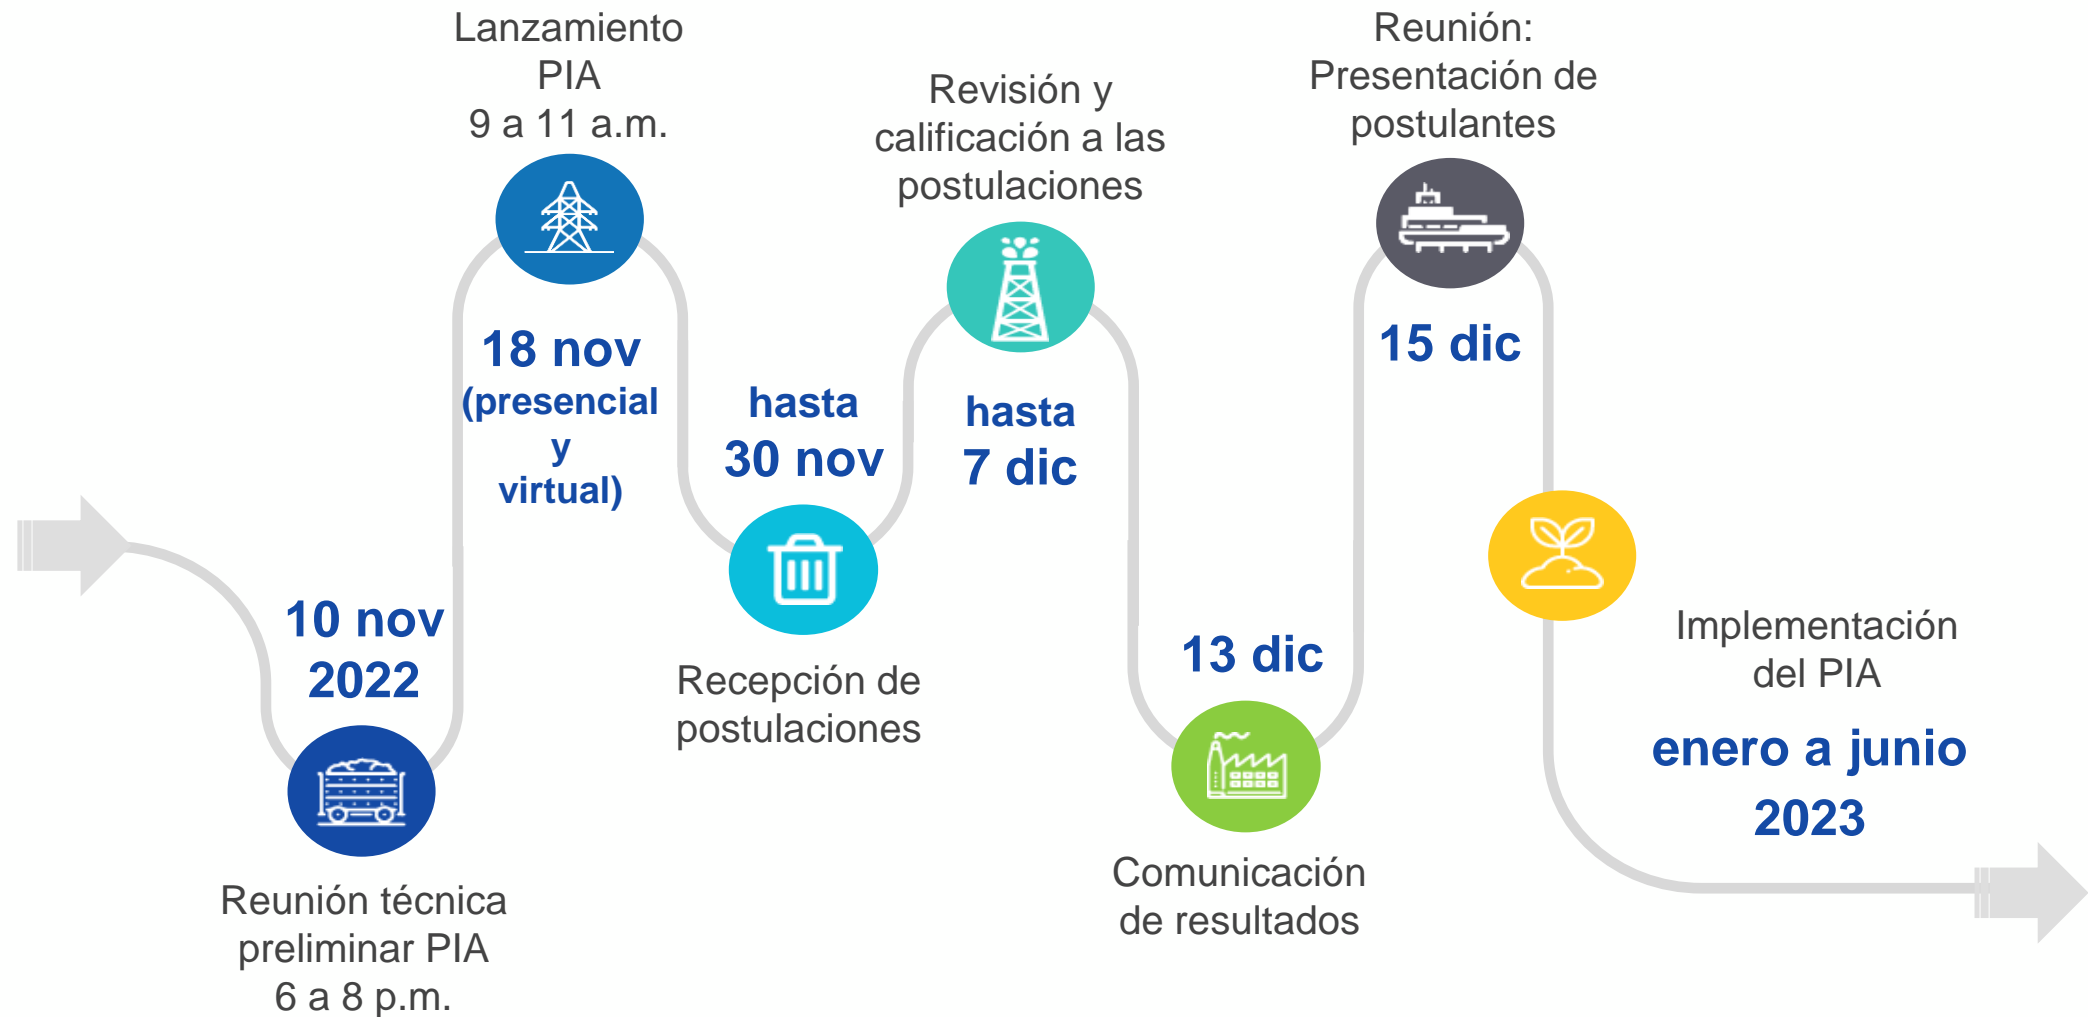 10 nov
2022
Reunión técnica
preliminar PIA
6 a 8 p.m.
Lanzamiento
PIA
9 a 11 a.m.
18 nov
(presencial
y
virtual)
hasta
30 nov
Recepción de
postulaciones
Revisión y
calificación a las
postulaciones
hasta
7 dic
13 dic
Comunicación
de resultados
Reunión:
Presentación de
postulantes
15 dic
Implementación
del PIA
enero a junio
2023